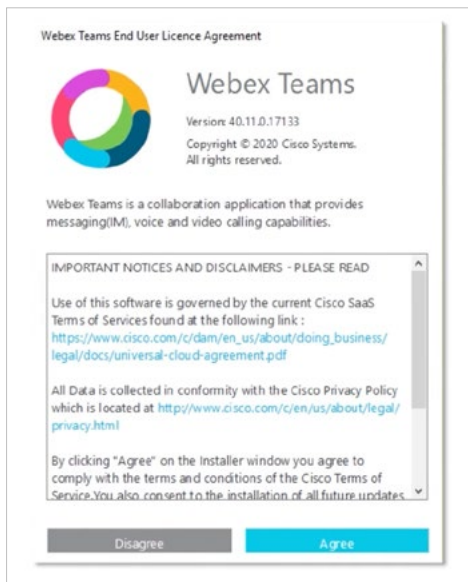 Webex Teams End User Licence Agreement
Webex Teams
Version: 40.11.0.17133
Copyright © 2020 Cisco Systems.
All rights reserved.
Webex Teams is a collaboration application that provides
messaging(IM), voice and video calling capabilities.
IMPORTANT NOTICES AND DISCLAIMERS - PLEASE READ
Use of this software is governed by the current Cisco SaaS
Terms of Services found at the following link :
https://www.cisco.com/c/dam/en_us/about/doing_business/
legal/docs/universal-cloud-agreement.pdf
All Data is collected in conformity with the Cisco Privacy Policy
which is located at http://www.cisco.com/c/en/us/about/legal/
privacy.html
By clicking "Agree" on the Installer window you agree to
comply with the terms and conditions of the Cisco Terms of
Service.You also consent to the installation of all future updates
Disagree
Agree